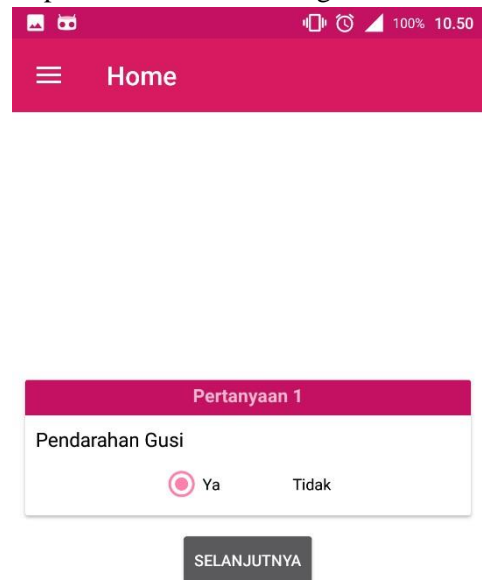 100% 10.50
Home
Pertanyaan 1
Pendarahan Gusi
Ya Tidak
SELANJUTNYA